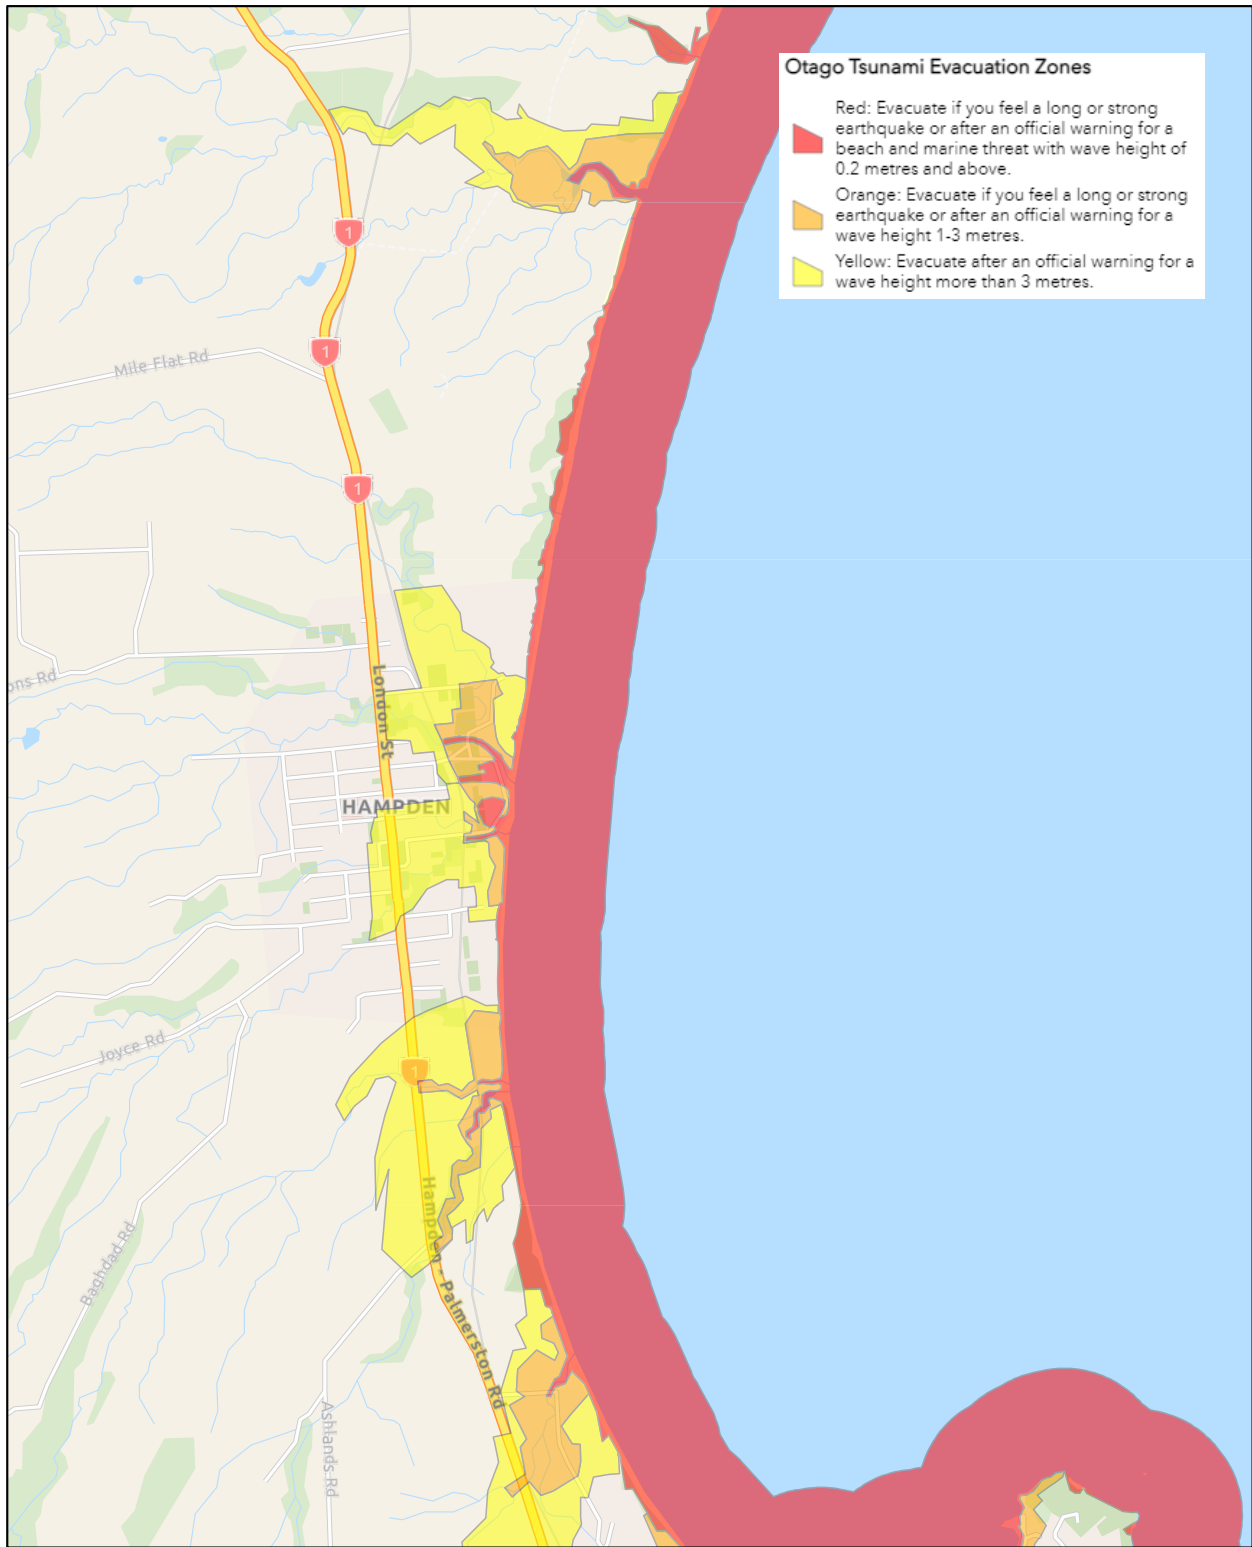 Otago Tsunami Evacuation Zones
Red: Evacuate if you feel a long or strong
earthquake or after an official warning for a
beach and marine threat with wave height of
0.2 metres and above.
Orange: Evacuate if you feel a long or strong
earthquake or after an official warning for a
wave height 1-3 metres.
Yellow: Evacuate after an official warning for a
wave height more than 3 metres.
1
1
Mile Flat Rd
1
ons Rd
London St
HAMPDEN
Joyce Rd
1
Hampden - Palmerston Rd
Baghdad Rd
Ashlands Rd